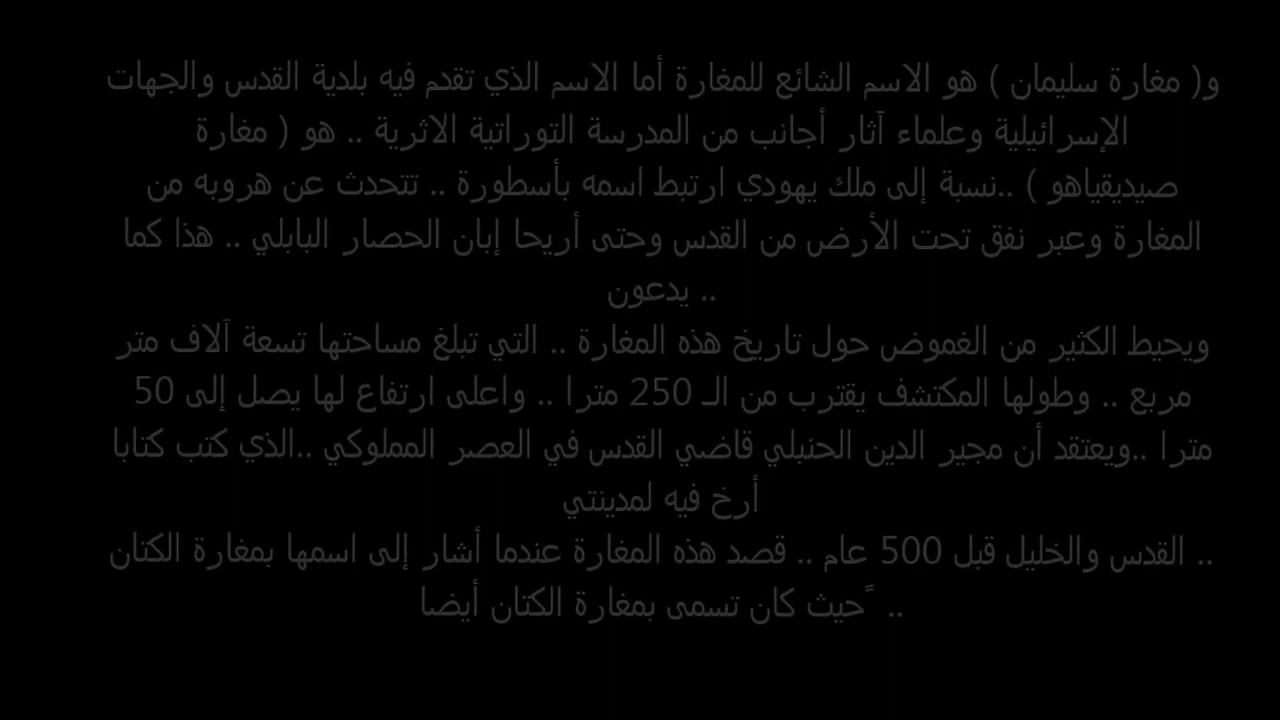 و( مغارة سليمان ) هو الاسم الشائع للمغارة أما الاسم الذي تقدم فيه بلدية القدس والجهات
الإسرائيلية وعلماء آثار أجانب من المدرسة التوراتية الاثرية .. هو ( مغارة
صيديقياهو ) ..نسبة إلى ملك يهودي ارتبط اسمه بأسطورة .. تتحدث عن هروبه من
المغارة وعبر نفق تحت الأرض من القدس وحتى أريحا إبان الحصار البابلي .. هذا كما
يدعون ..
ويحيط الكثير من الغموض حول تاريخ هذه المغارة .. التي تبلغ مساحتها تسعة آلاف متر
مربع .. وطولها المكتشف يقترب من الـ 250 مترا .. واعلى ارتفاع لها يصل إلى 50
مترا ..ويعتقد أن مجير الدين الحنبلي قاضي القدس في العصر المملوكي ..الذي كتب كتابا
أرخ فيه لمدينتي
.. القدس والخليل قبل 500 عام .. قصد هذه المغارة عندما أشار إلى اسمها بمغارة الكتان
.. ًحيث كان تسمى بمغارة الكتان أيضا